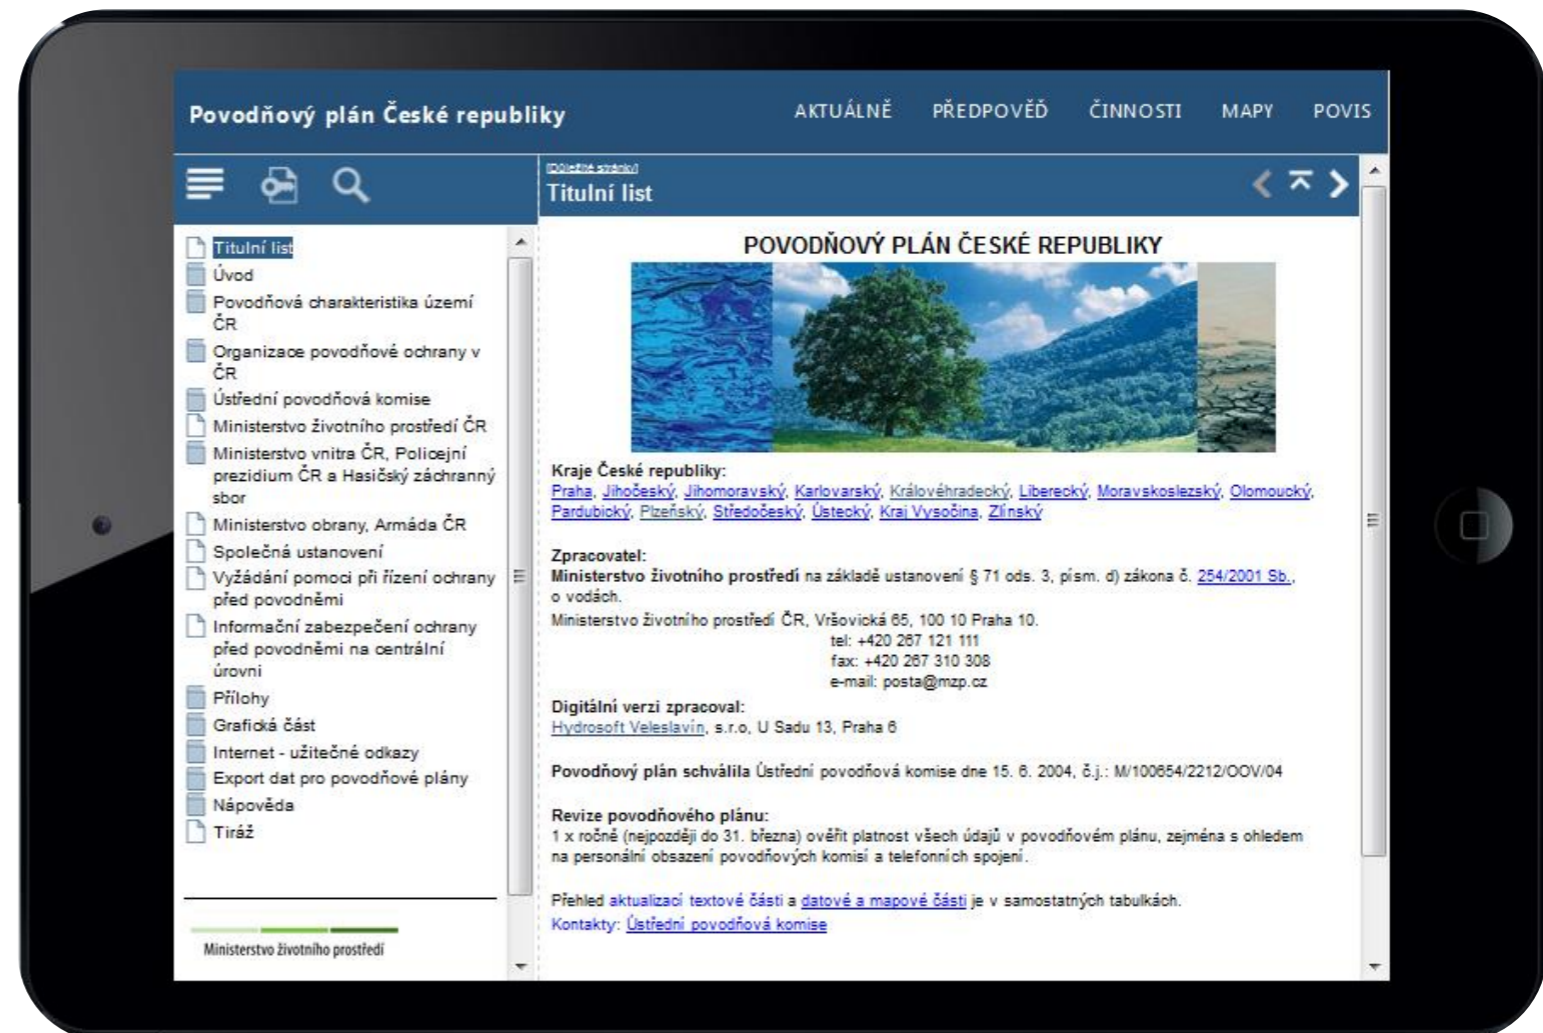 Povodňový plán České republiky
AKTUÁLNĚ PŘEDPOVĚĎ ČINNOSTI MAPY POVIS
[Důležité stránky]
Titulní list
Titulní list
Úvod
Povodňová charakteristika území
ČR
Organizace povodňové ochrany v
ČR
Ústřední povodňová komise
Ministerstvo životního prostředí ČR
Ministerstvo vnitra ČR, Policejní
prezidium ČR a Hasičský záchranný
sbor
Ministerstvo obrany, Armáda ČR
Společná ustanovení
Vyžádání pomoci při řízení ochrany
před povodněmi
Informační zabezpečení ochrany
před povodněmi na centrální
úrovni
Přílohy
Grafická část
Internet - užitečné odkazy
Export dat pro povodňové plány
Nápověda
Tiráž
Ministerstvo životního prostředí
POVODŇOVÝ PLÁN ČESKÉ REPUBLIKY
Kraje České republiky:
Praha, Jihočeský, Jihomoravský, Karlovarský, Královéhradecký, Liberecký, Moravskoslezský, Olomoucký,
Pardubický, Plzeňský, Středočeský, Ústecký, Kraj Vysočina, Zlínský
Zpracovatel:
Ministerstvo životního prostředí na základě ustanovení § 71 ods. 3, písm. d) zákona č. 254/2001 Sb.,
o vodách.
Ministerstvo životního prostředí ČR, Vršovická 65, 100 10 Praha 10.
tel: +420 267 121 111
fax: +420 267 310 308
e-mail: posta@mzp.cz
Digitální verzi zpracoval:
Hydrosoft Veleslavín, s.r.o, U Sadu 13, Praha 6
Povodňový plán schválila Ústřední povodňová komise dne 15. 6. 2004, č.j.: M/100654/2212/OOV/04
Revize povodňového plánu:
1 x ročně (nejpozději do 31. března) ověřit platnost všech údajů v povodňovém plánu, zejména s ohledem
na personální obsazení povodňových komisí a telefonních spojení.
Přehled aktualizací textové části a datové a mapové části je v samostatných tabulkách.
Kontakty: Ústřední povodňová komise